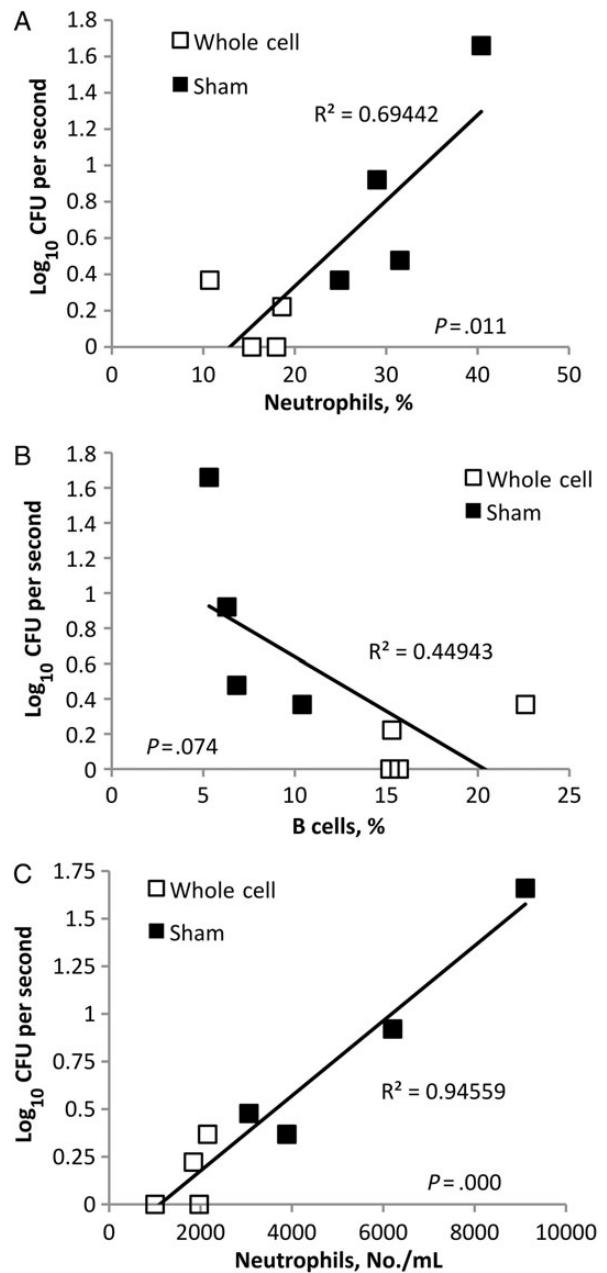 A
Whole cell
Sham
R² = 0.69442
P=.011
Log₁₀ CFU per second
1.8
1.6
1.4
1.2
1
0.8
0.6
0.4
0.2
0
0 10 20 30 40 50
Neutrophils, %
B
Whole cell
Sham
R² = 0.44943
P=.074
Log₁₀ CFU per second
1.8
1.6
1.4
1.2
1
0.8
0.6
0.4
0.2
0
0 5 10 15 20 25
B cells, %
C
Whole cell
Sham
R² = 0.94559
P=.000
Log₁₀ CFU per second
1.75
1.5
1.25
1
0.75
0.5
0.25
0
0 2000 4000 6000 8000 10000
Neutrophils, No./mL